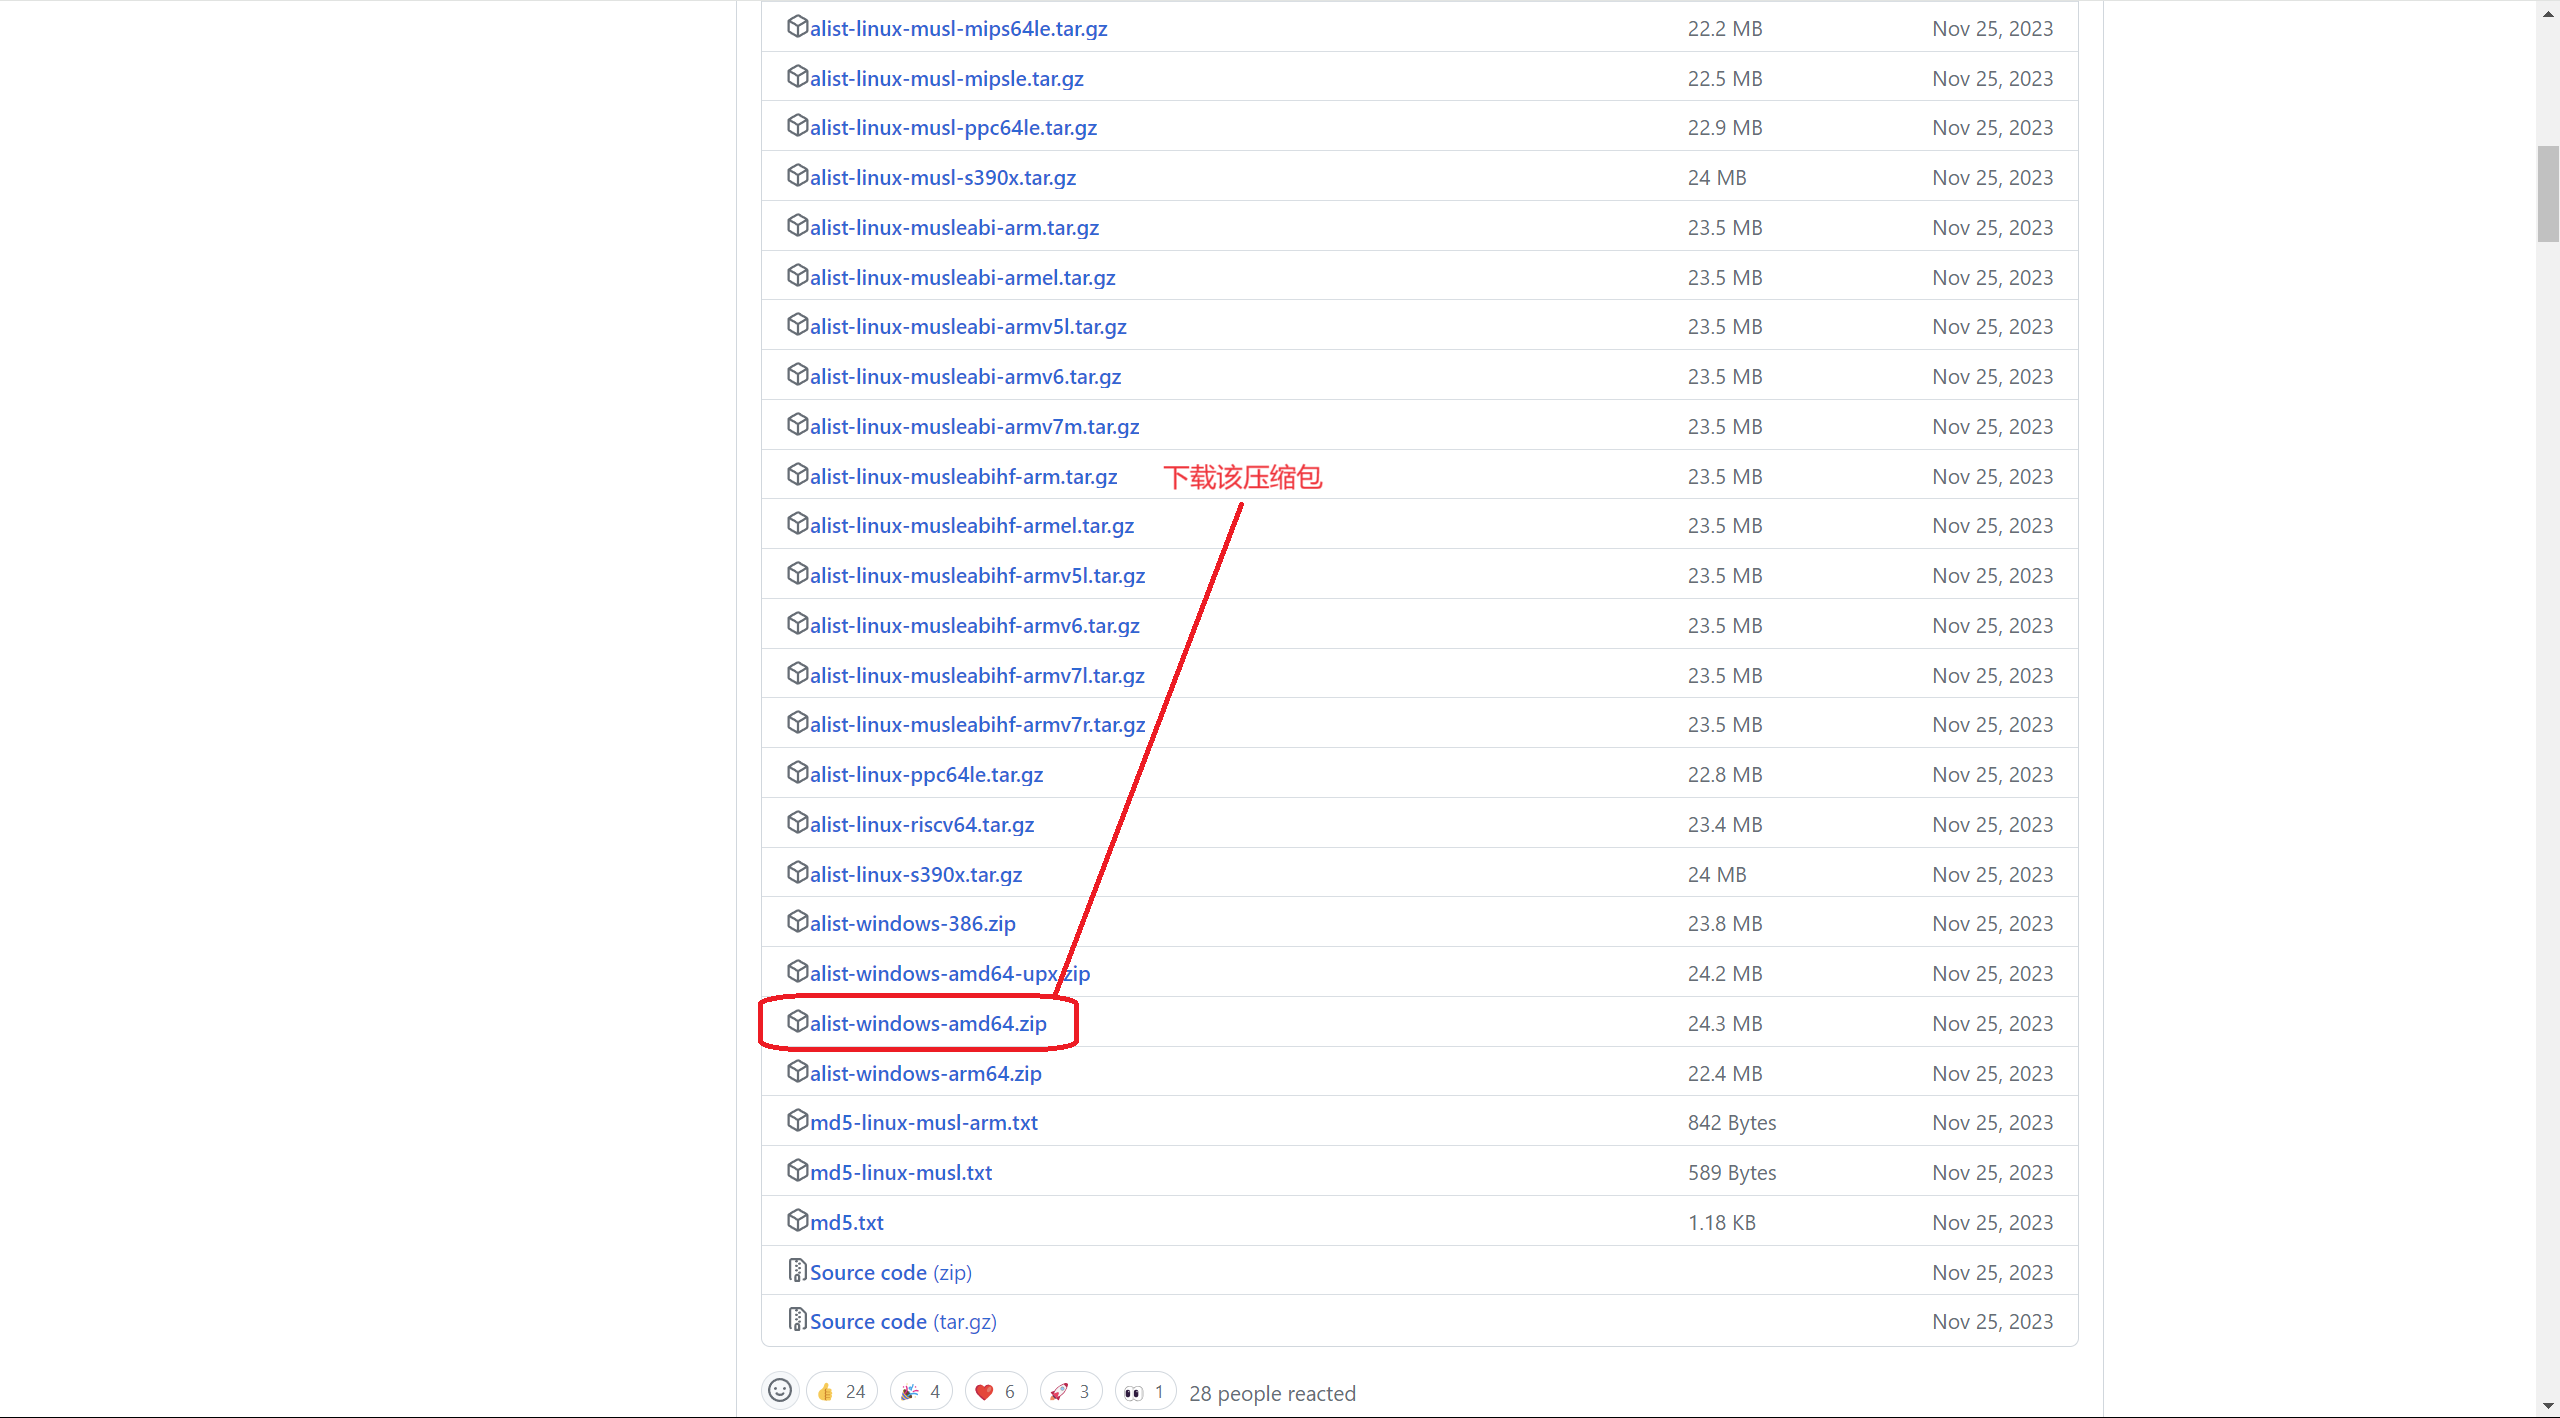 alist-linux-musl-mips64le.tar.gz 22.2 MB Nov 25, 2023
alist-linux-musl-mipsle.tar.gz 22.5 MB Nov 25, 2023
alist-linux-musl-ppc64le.tar.gz 22.9 MB Nov 25, 2023
alist-linux-musl-s390x.tar.gz 24 MB Nov 25, 2023
alist-linux-musleabi-arm.tar.gz 23.5 MB Nov 25, 2023
alist-linux-musleabi-armel.tar.gz 23.5 MB Nov 25, 2023
alist-linux-musleabi-armv5l.tar.gz 23.5 MB Nov 25, 2023
alist-linux-musleabi-armv6.tar.gz 23.5 MB Nov 25, 2023
alist-linux-musleabi-armv7m.tar.gz 23.5 MB Nov 25, 2023
alist-linux-musleabihf-arm.tar.gz 下载该压缩包 23.5 MB Nov 25, 2023
alist-linux-musleabihf-armel.tar.gz 23.5 MB Nov 25, 2023
alist-linux-musleabihf-armv5l.tar.gz 23.5 MB Nov 25, 2023
alist-linux-musleabihf-armv6.tar.gz 23.5 MB Nov 25, 2023
alist-linux-musleabihf-armv7l.tar.gz 23.5 MB Nov 25, 2023
alist-linux-musleabihf-armv7r.tar.gz 23.5 MB Nov 25, 2023
alist-linux-ppc64le.tar.gz 22.8 MB Nov 25, 2023
alist-linux-riscv64.tar.gz 23.4 MB Nov 25, 2023
alist-linux-s390x.tar.gz 24 MB Nov 25, 2023
alist-windows-386.zip 23.8 MB Nov 25, 2023
alist-windows-amd64-upx.zip 24.2 MB Nov 25, 2023
alist-windows-amd64.zip 24.3 MB Nov 25, 2023
alist-windows-arm64.zip 22.4 MB Nov 25, 2023
md5-linux-musl-arm.txt 842 Bytes Nov 25, 2023
md5-linux-musl.txt 589 Bytes Nov 25, 2023
md5.txt 1.18 KB Nov 25, 2023
Source code (zip) Nov 25, 2023
Source code (tar.gz) Nov 25, 2023
24 4 6 3 1 28 people reacted